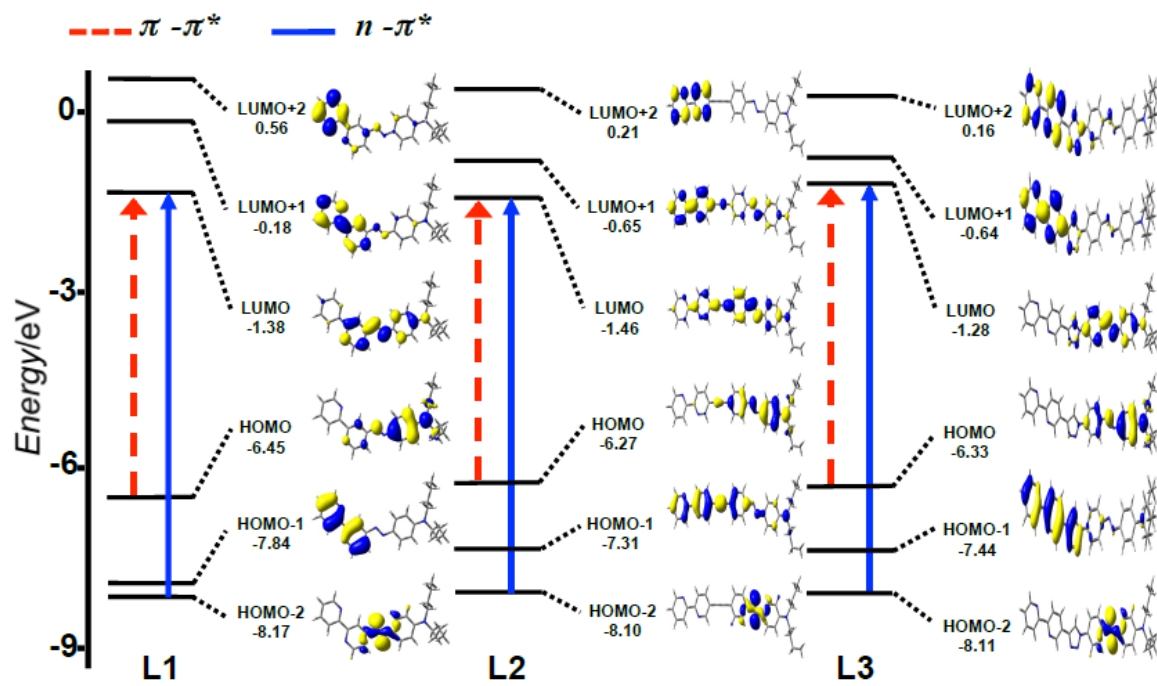 π -π*
n -π*
Energy/eV
0
-3
-6
-9
LUMO+2
0.56
LUMO+1
-0.18
LUMO
-1.38
HOMO
-6.45
HOMO-1
-7.84
HOMO-2
-8.17
L1
LUMO+2
0.21
LUMO+1
-0.65
LUMO
-1.46
HOMO
-6.27
HOMO-1
-7.31
HOMO-2
-8.10
L2
LUMO+2
0.16
LUMO+1
-0.64
LUMO
-1.28
HOMO
-6.33
HOMO-1
-7.44
HOMO-2
-8.11
L3